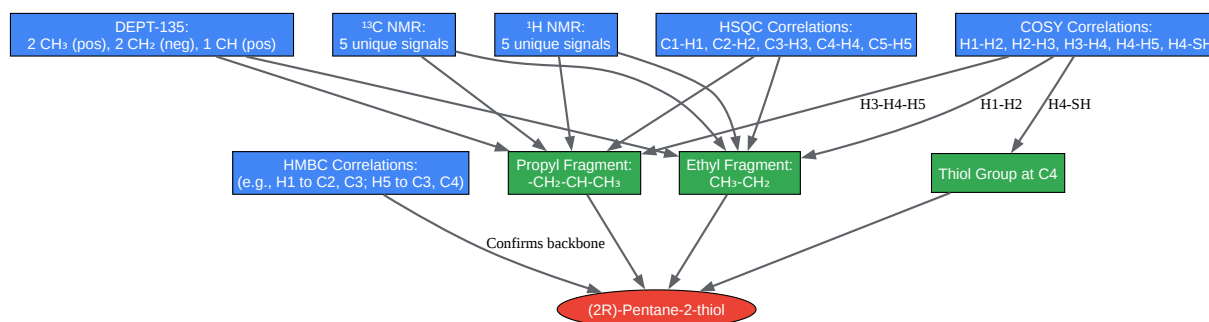 DEPT-135:
2 CH₃ (pos), 2 CH₂ (neg), 1 CH (pos)
¹³C NMR:
5 unique signals
¹H NMR:
5 unique signals
HSQC Correlations:
C1-H1, C2-H2, C3-H3, C4-H4, C5-H5
COSY Correlations:
H1-H2, H2-H3, H3-H4, H4-H5, H4-SH
H3-H4-H5
H1-H2
H4-SH
HMBC Correlations:
(e.g., H1 to C2, C3; H5 to C3, C4)
Propyl Fragment:
-CH₂-CH-CH₃
Ethyl Fragment:
CH₃-CH₂
Thiol Group at C4
Confirms backbone
(2R)-Pentane-2-thiol